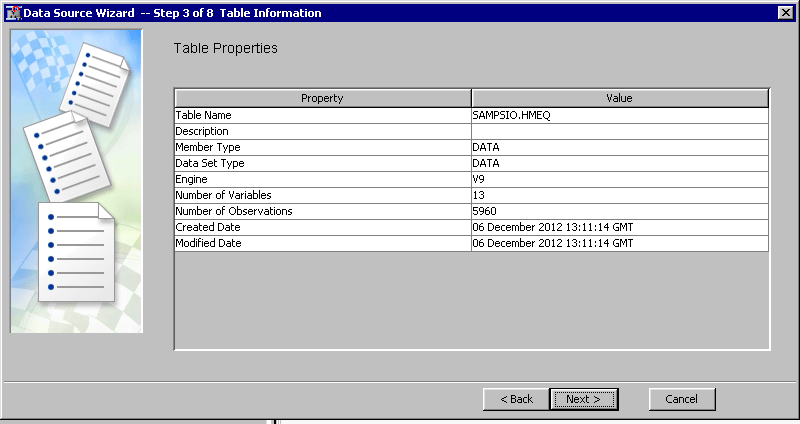 Data Source Wizard -- Step 3 of 8 Table Information
Table Properties
Property Value
Table Name SAMPSIO.HMEQ
Description
Member Type DATA
Data Set Type DATA
Engine V9
Number of Variables 13
Number of Observations 5960
Created Date 06 December 2012 13:11:14 GMT
Modified Date 06 December 2012 13:11:14 GMT
< Back Next > Cancel